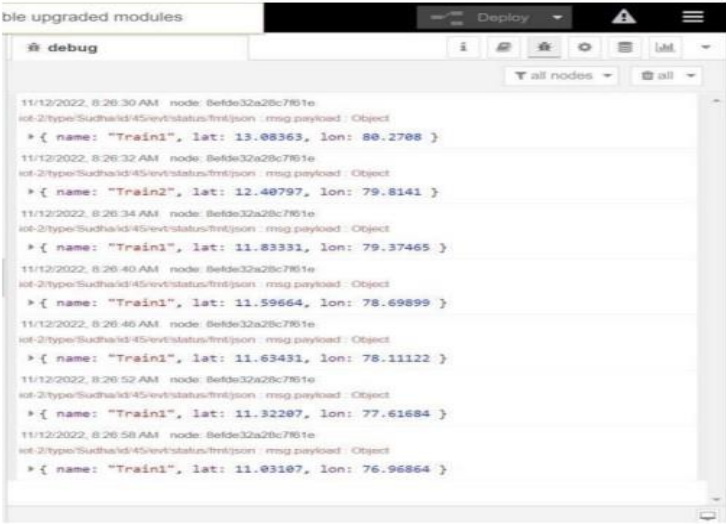 ble upgraded modules
Deploy
debug
i
all nodes
all
11/12/2022, 8:26:30 AM node: 8efde32a28c7f61e
iot-2/type/Sudha/id/45/evt/status/fmt/json : msg.payload : Object
{ name: "Train1", lat: 13.08363, lon: 80.2708 }
11/12/2022, 8:26:32 AM node: 8efde32a28c7f61e
iot-2/type/Sudha/id/45/evt/status/fmt/json : msg.payload : Object
{ name: "Train2", lat: 12.40797, lon: 79.8141 }
11/12/2022, 8:26:34 AM node: 8efde32a28c7f61e
iot-2/type/Sudha/id/45/evt/status/fmt/json : msg.payload : Object
{ name: "Train1", lat: 11.83331, lon: 79.37465 }
11/12/2022, 8:26:40 AM node: 8efde32a28c7f61e
iot-2/type/Sudha/id/45/evt/status/fmt/json : msg.payload : Object
{ name: "Train1", lat: 11.59664, lon: 78.69899 }
11/12/2022, 8:26:46 AM node: 8efde32a28c7f61e
iot-2/type/Sudha/id/45/evt/status/fmt/json : msg.payload : Object
{ name: "Train1", lat: 11.63431, lon: 78.11122 }
11/12/2022, 8:26:52 AM node: 8efde32a28c7f61e
iot-2/type/Sudha/id/45/evt/status/fmt/json : msg.payload : Object
{ name: "Train1", lat: 11.32207, lon: 77.61684 }
11/12/2022, 8:26:58 AM node: 8efde32a28c7f61e
iot-2/type/Sudha/id/45/evt/status/fmt/json : msg.payload : Object
{ name: "Train1", lat: 11.03107, lon: 76.96864 }